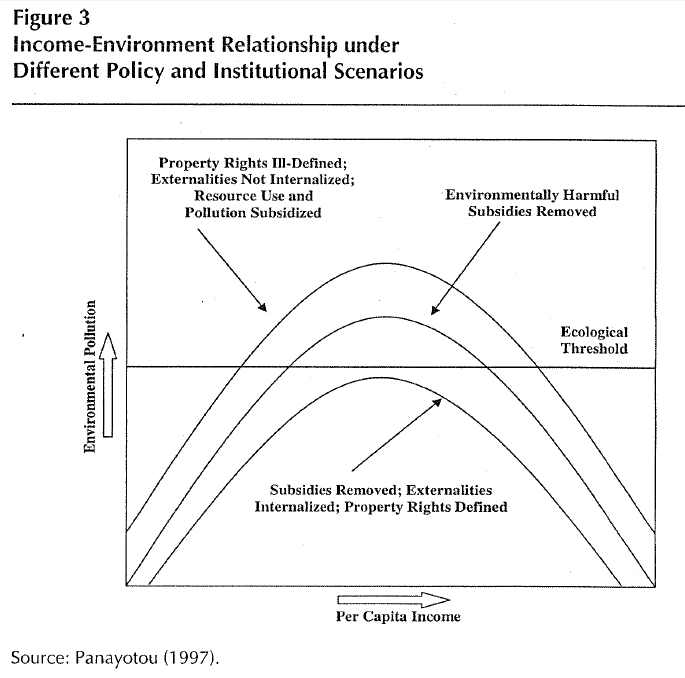 Figure 3
Income-Environment Relationship under
Different Policy and Institutional Scenarios
Property Rights Ill-Defined;
Externalities Not Internalized;
Resource Use and
Pollution Subsidized
Environmentally Harmful
Subsidies Removed
Ecological
Threshold
Environmental Pollution
Subsidies Removed; Externalities
Internalized; Property Rights Defined
Per Capita Income
Source: Panayotou (1997).